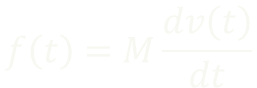 f(t) = M dv(t)/dt